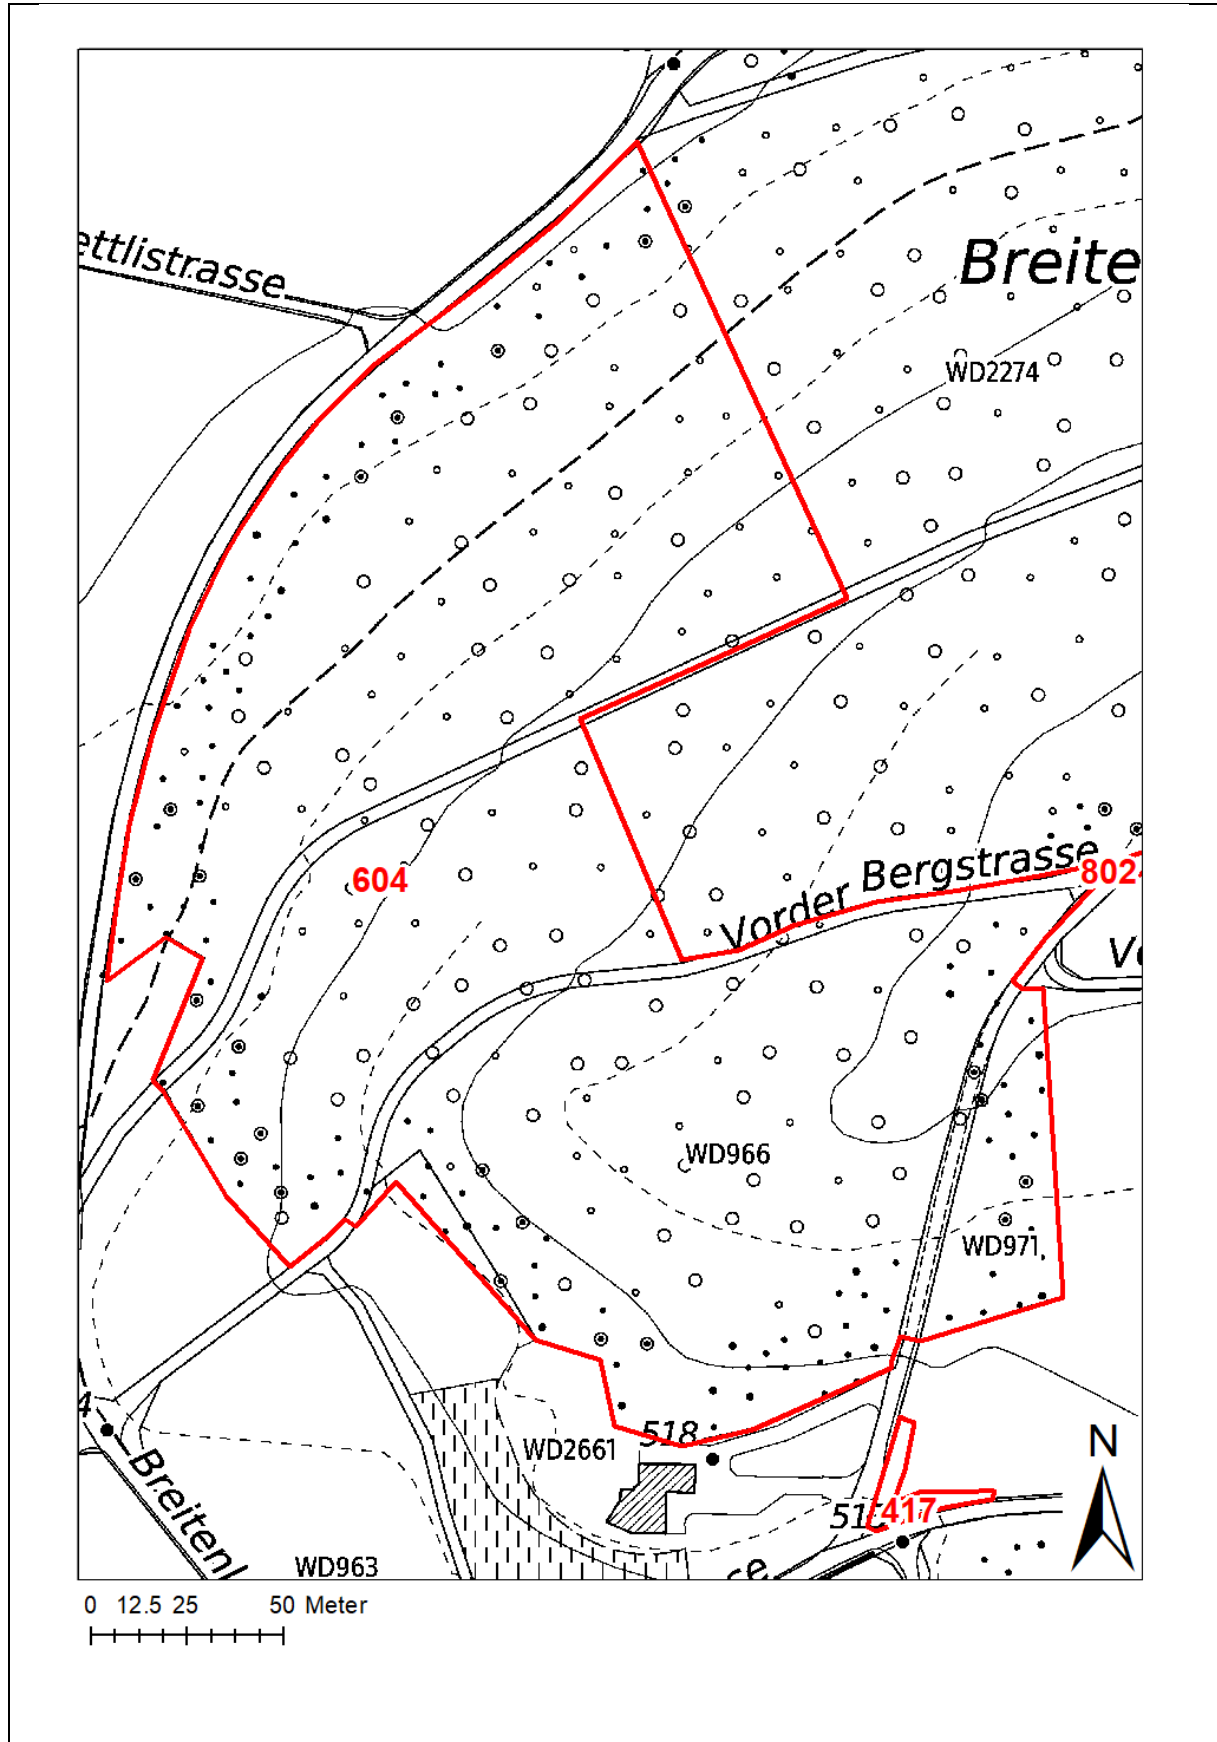 ettlistrasse
Breite
WD2274
604
Vorder Bergstrasse
802
WD966
WD971
518
WD2661
417
N
Breitenl
WD963
0 12.5 25 50 Meter